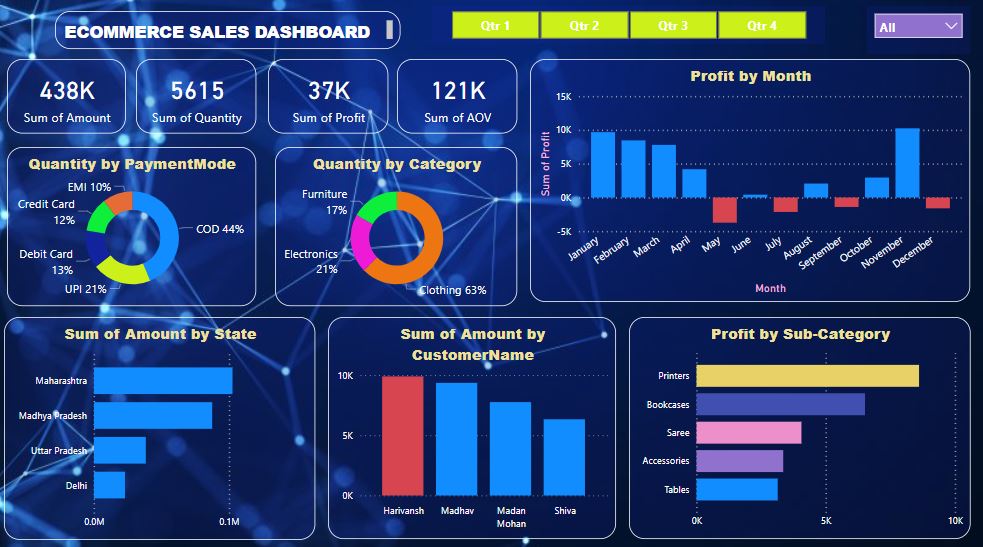 ECOMMERCE SALES DASHBOARD
Qtr 1
Qtr 2
Qtr 3
Qtr 4
All
438K
Sum of Amount
5615
Sum of Quantity
37K
Sum of Profit
121K
Sum of AOV
Profit by Month
Sum of Profit
15K
10K
5K
0K
-5K
January
February
March
April
May
June
July
August
September
October
November
December
Month
Quantity by PaymentMode
EMI 10%
Credit Card
12%
Debit Card
13%
UPI 21%
COD 44%
Quantity by Category
Furniture
17%
Electronics
21%
Clothing 63%
Sum of Amount by State
Maharashtra
Madhya Pradesh
Uttar Pradesh
Delhi
0.0M
0.1M
Sum of Amount by
CustomerName
10K
5K
0K
Harivansh
Madhav
Madan
Mohan
Shiva
Profit by Sub-Category
Printers
Bookcases
Saree
Accessories
Tables
0K
5K
10K